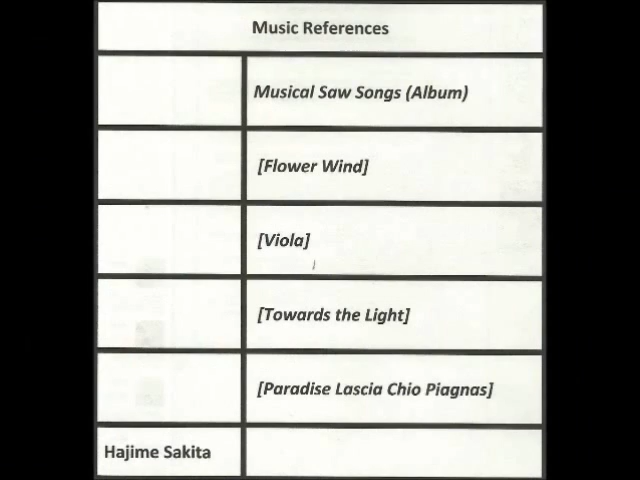 Music References
Musical Saw Songs (Album)
[Flower Wind]
[Viola]
[Towards the Light]
[Paradise Lascia Chio Piagnas]
Hajime Sakita